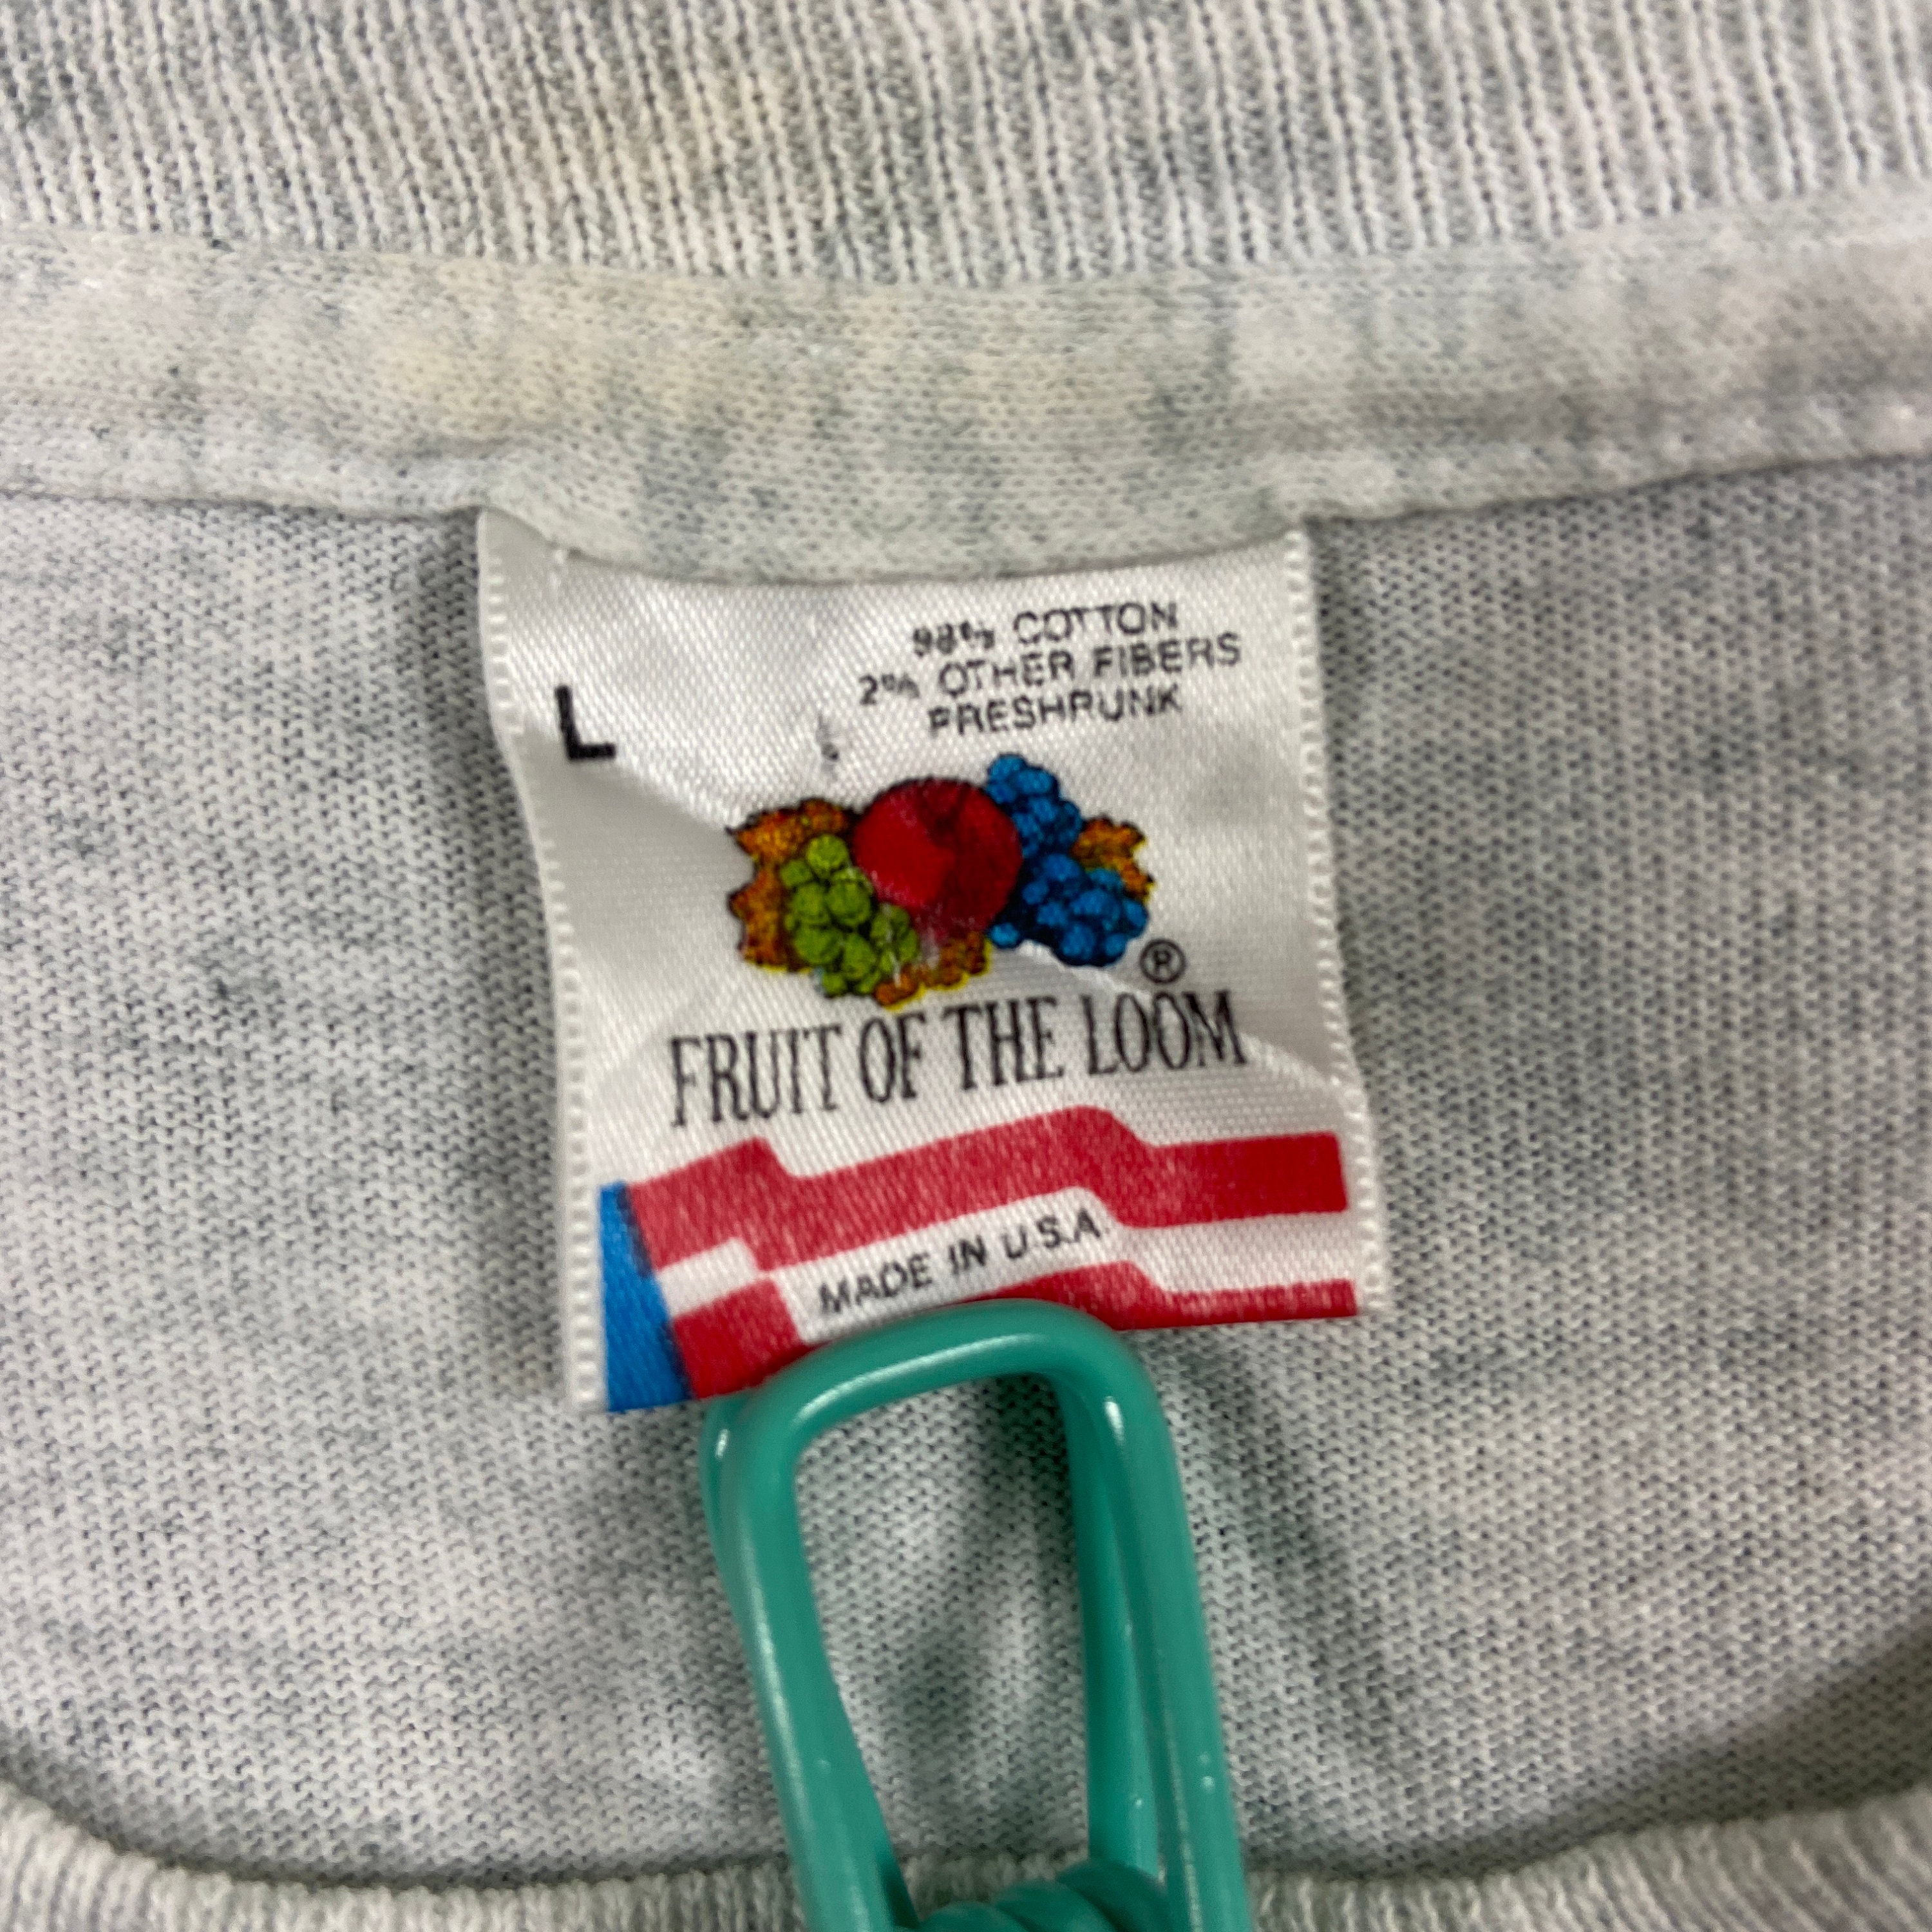 98% COTTON
2% OTHER FIBERS
PRESHRUNK
L
®
FRUIT OF THE LOOM
MADE IN U.S.A.